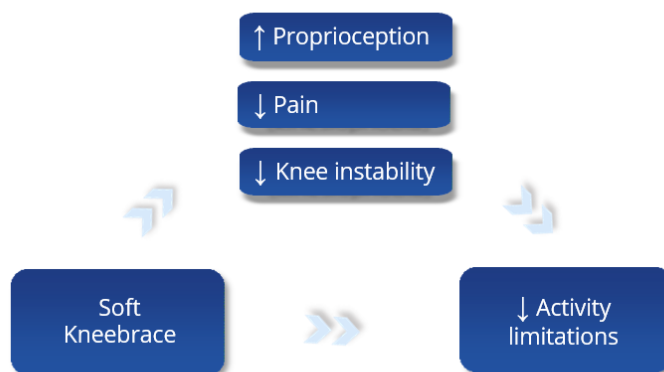 ↑ Proprioception
↓ Pain
↓ Knee instability
Soft
Kneebrace
↓ Activity
limitations